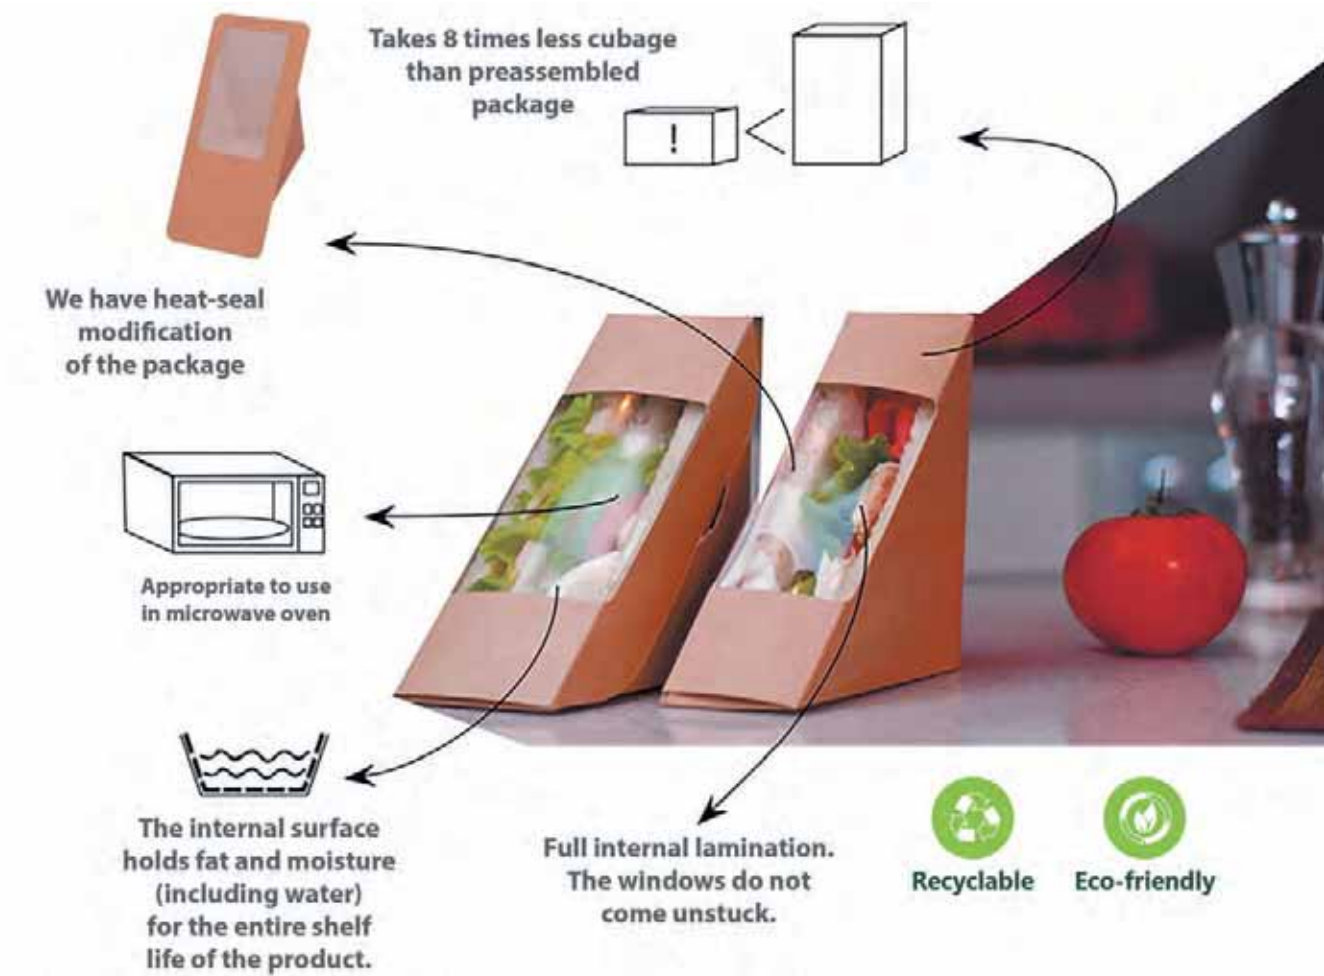 Takes 8 times less cubage
than preassembled
package
!
We have heat-seal
modification
of the package
Appropriate to use
in microwave oven
The internal surface
holds fat and moisture
(including water)
for the entire shelf
life of the product.
Full internal lamination.
The windows do not
come unstuck.
Recyclable
Eco-friendly